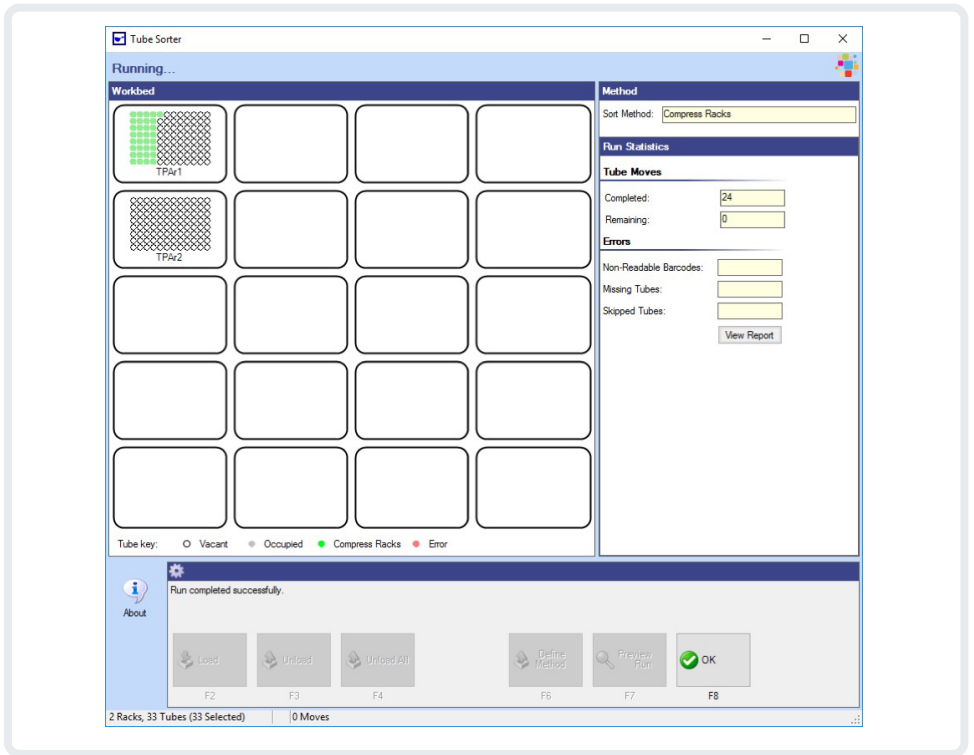 Tube Sorter
Running...
Workbed
Method
TPAr1
Sort Method: Compress Racks
Run Statistics
Tube Moves
Completed: 24
Remaining: 0
TPAr2
Errors
Non-Readable Barcodes:
Missing Tubes:
Skipped Tubes:
View Report
Tube key: Vacant Occupied Compress Racks Error
Run completed successfully.
About
Load Unload Unload All Define Method Preview Run OK
F2 F3 F4 F6 F7 F8
2 Racks, 33 Tubes (33 Selected) 0 Moves